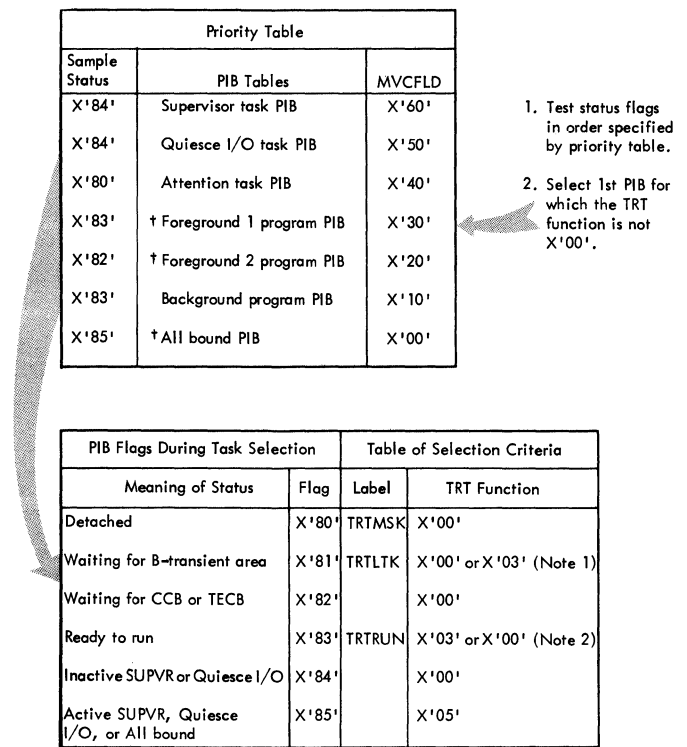 Priority Table
Sample Status PIB Tables MVCFLD
X'84' Supervisor task PIB X'60'
X'84' Quiesce I/O task PIB X'50'
X'80' Attention task PIB X'40'
X'83' † Foreground 1 program PIB X'30'
X'82' † Foreground 2 program PIB X'20'
X'83' Background program PIB X'10'
X'85' † All bound PIB X'00'
1. Test status flags
in order specified
by priority table.
2. Select 1st PIB for
which the TRT
function is not
X'00'.
PIB Flags During Task Selection Table of Selection Criteria
Meaning of Status Flag Label TRT Function
Detached X'80' TRTMSK X'00'
Waiting for B-transient area X'81' TRTLTK X'00' or X'03' (Note 1)
Waiting for CCB or TECB X'82' X'00'
Ready to run X'83' TRTRUN X'03' or X'00' (Note 2)
Inactive SUPVR or Quiesce I/O X'84' X'00'
Active SUPVR, Quiesce X'85' X'05'
I/O, or All bound